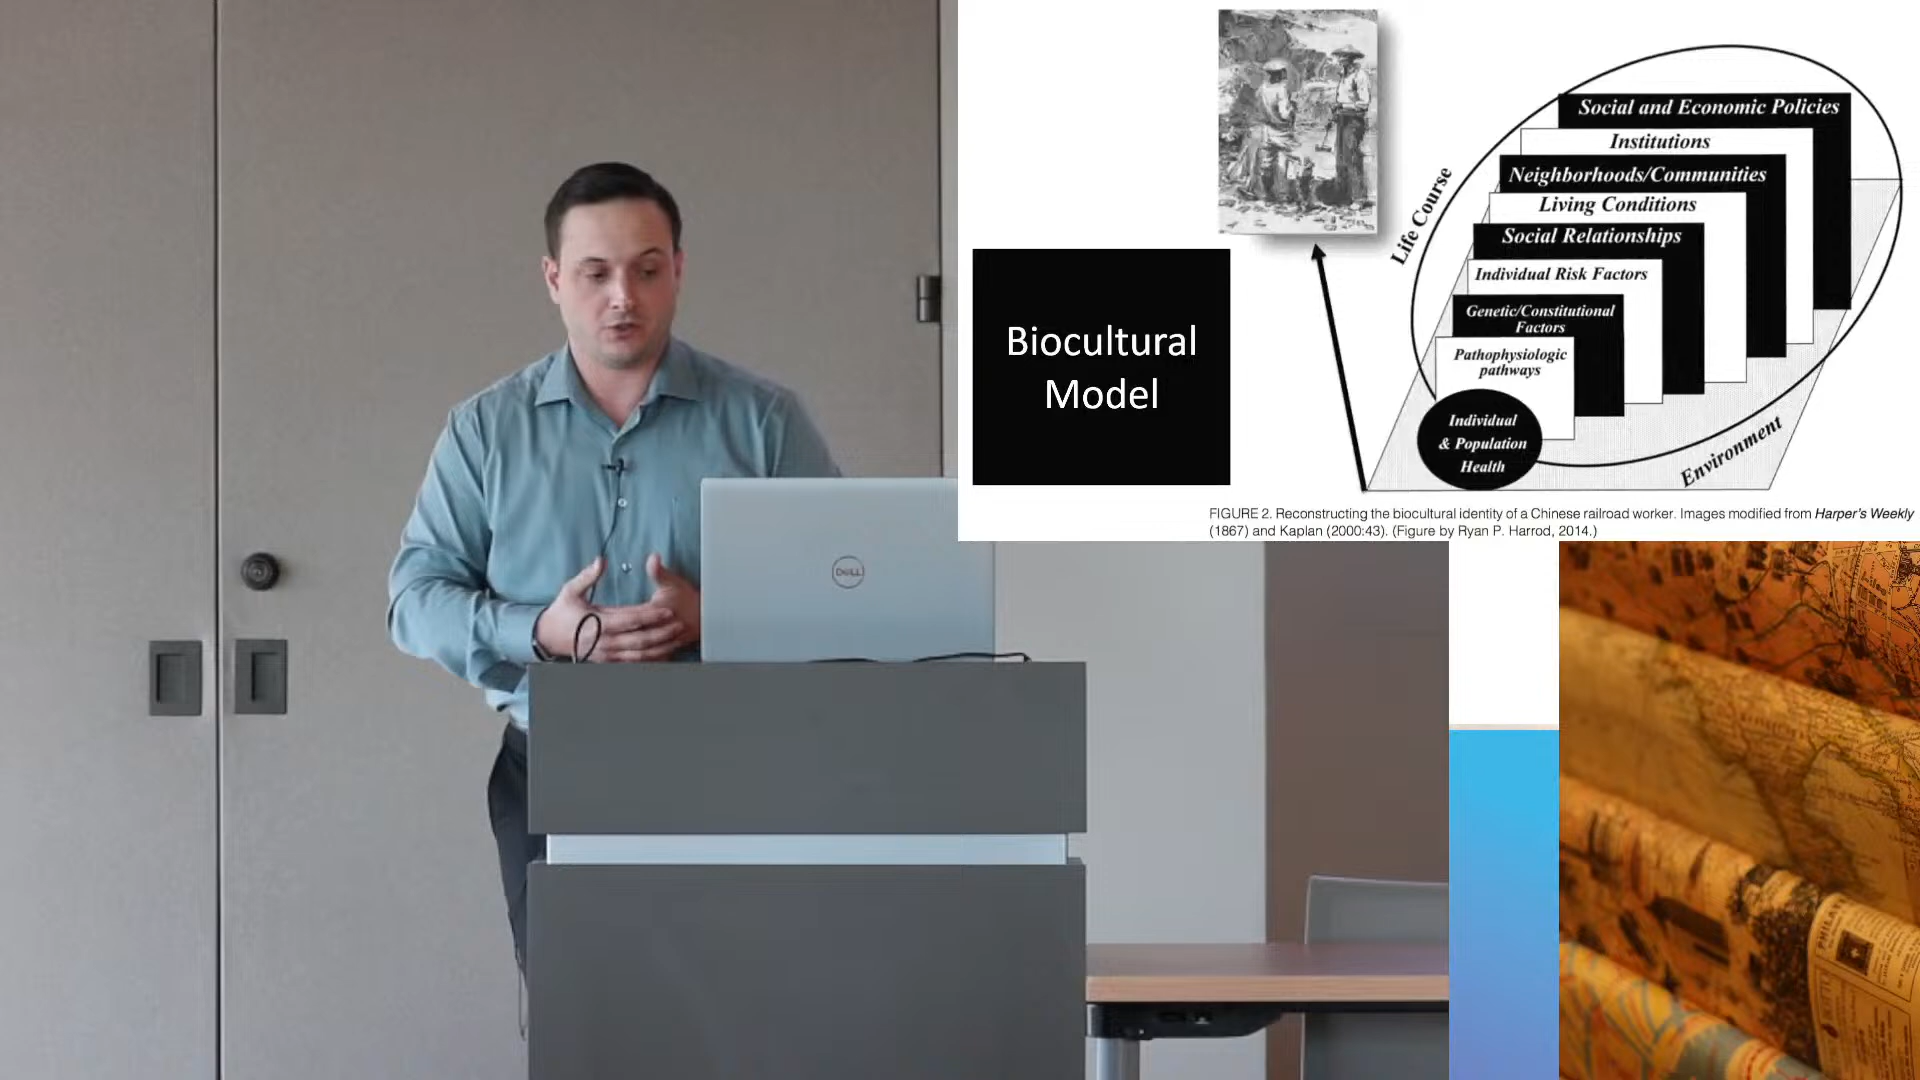 Biocultural
Model
Life Course
Social and Economic Policies
Institutions
Neighborhoods/Communities
Living Conditions
Social Relationships
Individual Risk Factors
Genetic/Constitutional
Factors
Pathophysiologic
pathways
Individual
& Population
Health
Environment
FIGURE 2. Reconstructing the biocultural identity of a Chinese railroad worker. Images modified from Harper's Weekly
(1867) and Kaplan (2000:43). (Figure by Ryan P. Harrod, 2014.)
DELL